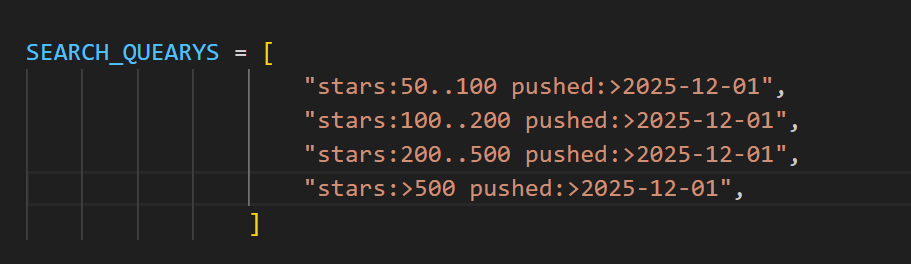 SEARCH_QUEARYS = [
"stars:50..100 pushed:>2025-12-01",
"stars:100..200 pushed:>2025-12-01",
"stars:200..500 pushed:>2025-12-01",
"stars:>500 pushed:>2025-12-01",
]